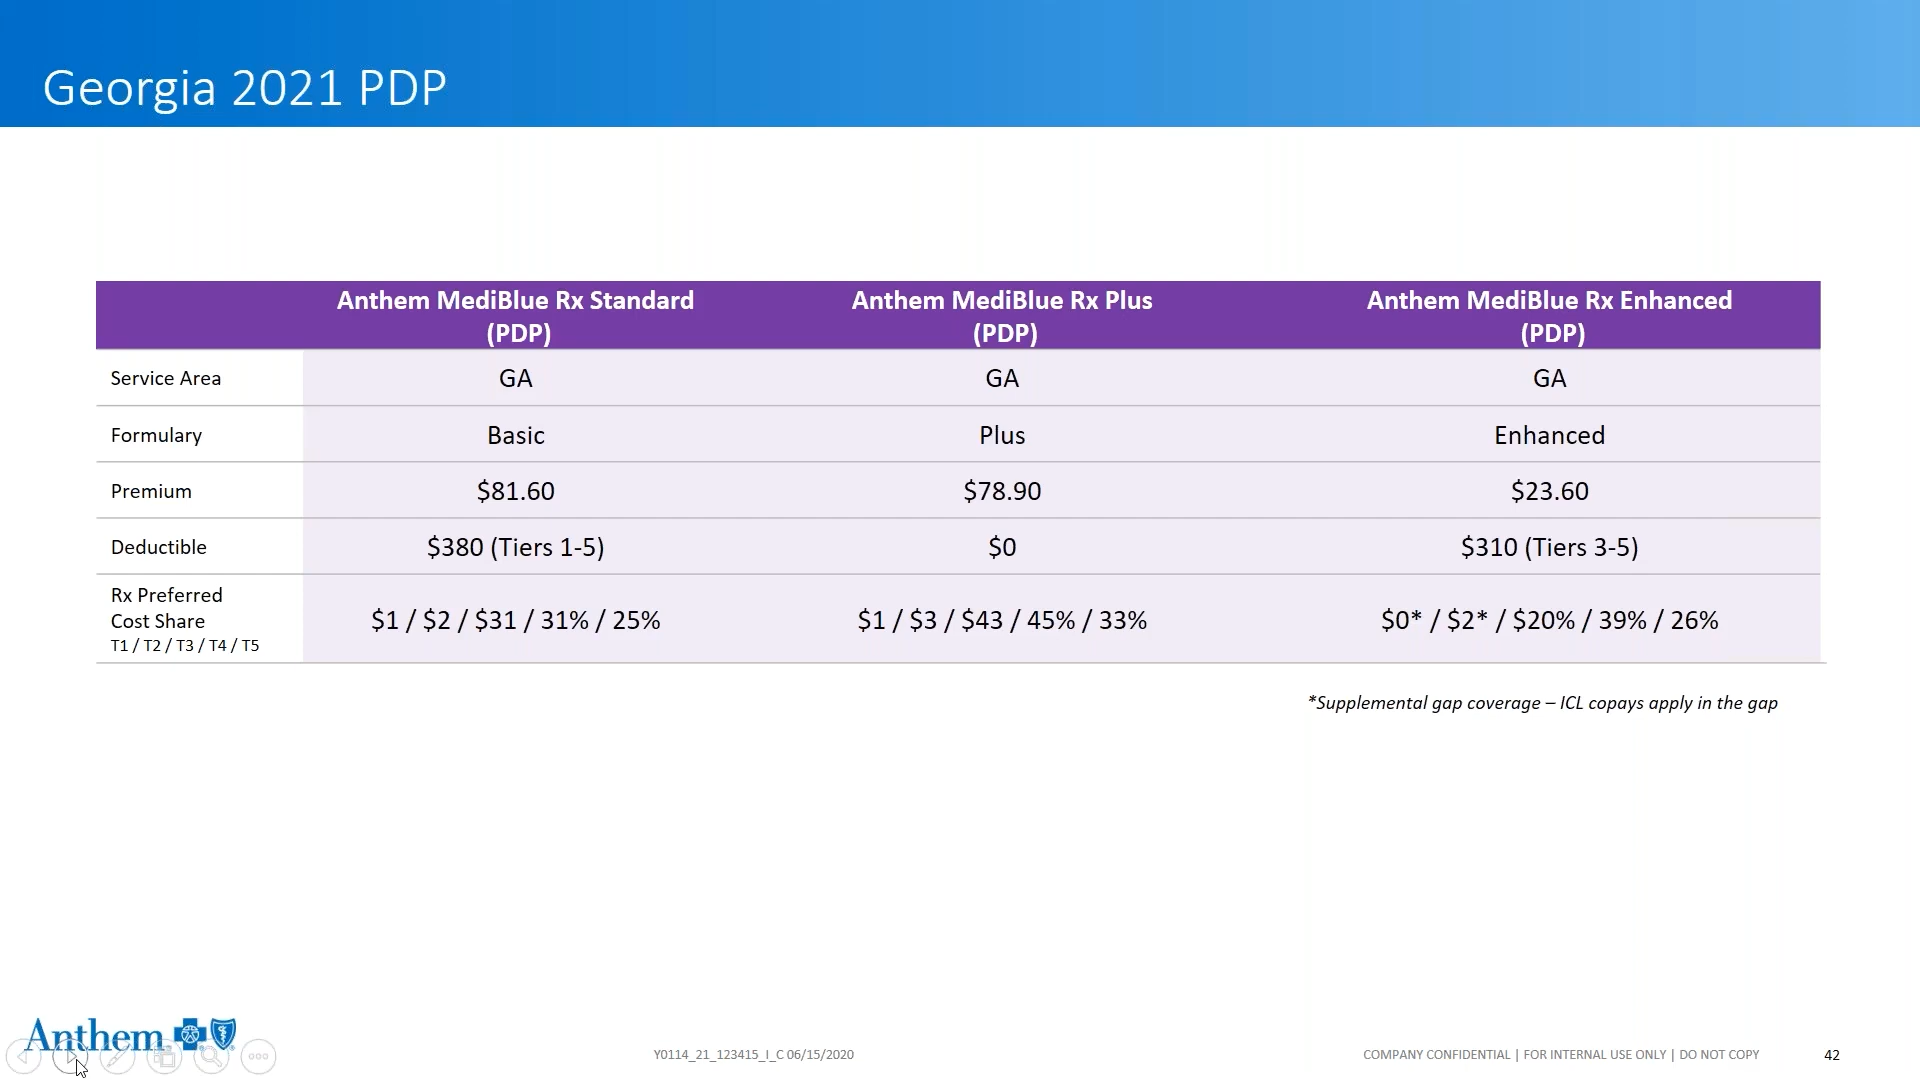 Georgia 2021 PDP
Anthem MediBlue Rx Standard (PDP) Anthem MediBlue Rx Plus (PDP) Anthem MediBlue Rx Enhanced (PDP)
Service Area GA GA GA
Formulary Basic Plus Enhanced
Premium $81.60 $78.90 $23.60
Deductible $380 (Tiers 1-5) $0 $310 (Tiers 3-5)
Rx Preferred
Cost Share
T1 / T2 / T3 / T4 / T5
$1 / $2 / $31 / 31% / 25% $1 / $3 / $43 / 45% / 33% $0* / $2* / $20% / 39% / 26%
*Supplemental gap coverage – ICL copays apply in the gap
Anthem
Y0114_21_123415_I_C 06/15/2020
COMPANY CONFIDENTIAL | FOR INTERNAL USE ONLY | DO NOT COPY
42